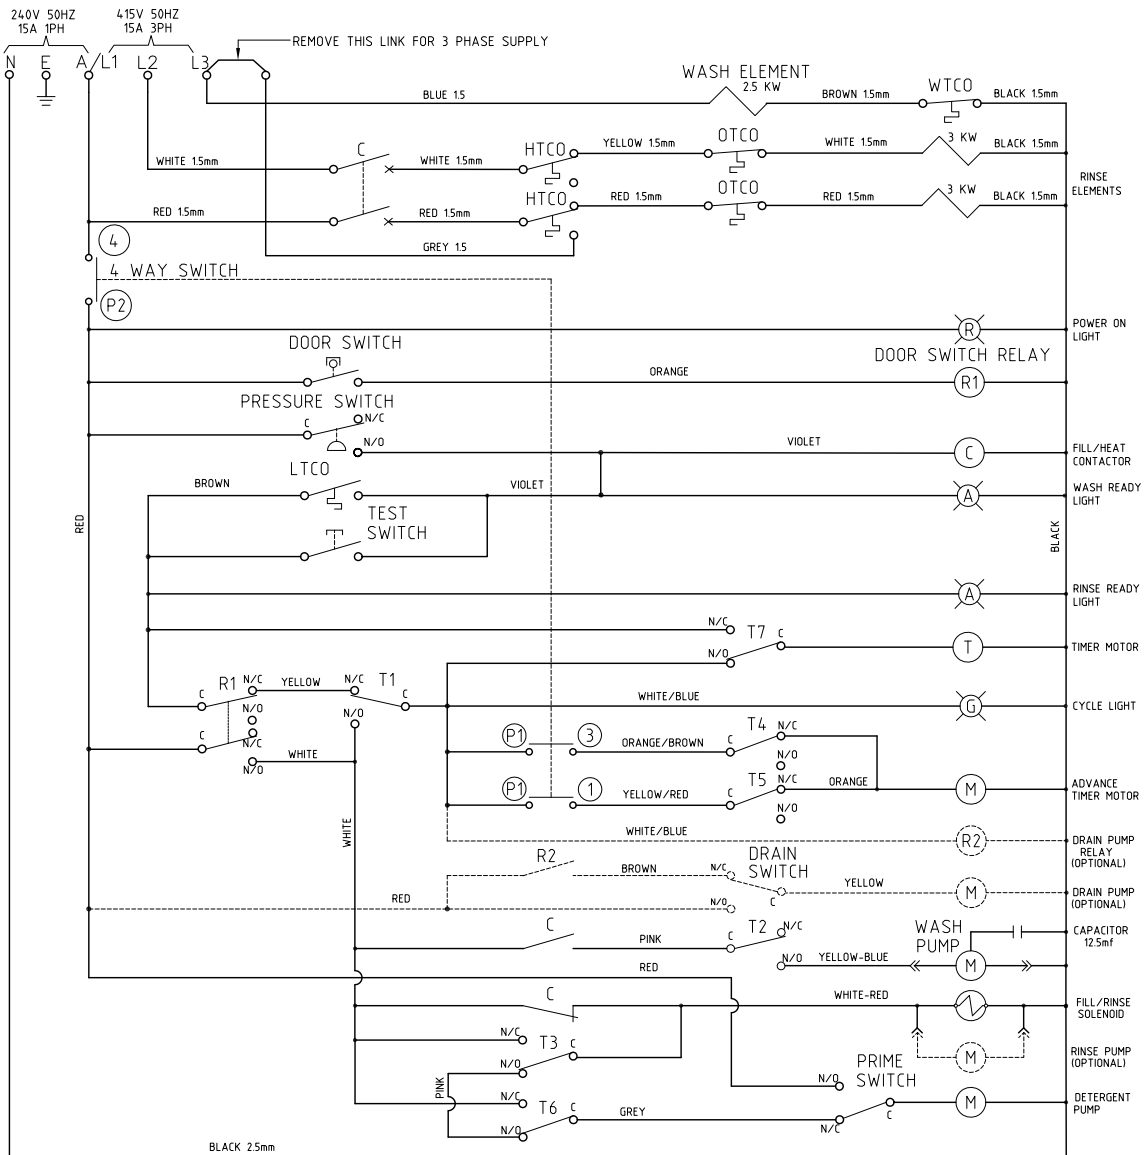 240V 50HZ
15A 1PH
415V 50HZ
15A 3PH
REMOVE THIS LINK FOR 3 PHASE SUPPLY
N E A L1 L2 L3
WASH ELEMENT
2.5 KW
BLUE 1.5
BROWN 1.5mm
WTCO
BLACK 1.5mm
C
WHITE 1.5mm
WHITE 1.5mm
HTCO
YELLOW 1.5mm
OTCO
WHITE 1.5mm
3 KW
BLACK 1.5mm
RINSE
ELEMENTS
RED 1.5mm
RED 1.5mm
HTCO
RED 1.5mm
OTCO
RED 1.5mm
3 KW
BLACK 1.5mm
GREY 1.5
4
4 WAY SWITCH
P2
R
POWER ON
LIGHT
DOOR SWITCH
ORANGE
DOOR SWITCH RELAY
R1
PRESSURE SWITCH
C
N/C
N/O
VIOLET
C
FILL/HEAT
CONTACTOR
LTCO
BROWN
VIOLET
A
WASH READY
LIGHT
RED
TEST
SWITCH
BLACK
A
RINSE READY
LIGHT
N/C
T7
C
N/O
T
TIMER MOTOR
R1
C
N/C
YELLOW
N/C
T1
C
WHITE/BLUE
G
CYCLE LIGHT
N/O
N/O
C
N/C
N/O
WHITE
P1
3
ORANGE/BROWN
C
T4
N/C
N/O
P1
1
YELLOW/RED
C
T5
N/C
N/O
ORANGE
M
ADVANCE
TIMER MOTOR
WHITE
WHITE/BLUE
R2
DRAIN PUMP
RELAY
(OPTIONAL)
R2
BROWN
N/C
DRAIN
SWITCH
C
YELLOW
M
DRAIN PUMP
(OPTIONAL)
RED
N/O
C
PINK
C
T2
N/C
N/O
YELLOW-BLUE
WASH
PUMP
M
CAPACITOR
12.5mf
RED
C
WHITE-RED
FILL/RINSE
SOLENOID
N/C
T3
C
N/O
M
RINSE PUMP
(OPTIONAL)
PINK
N/C
T6
C
N/O
GREY
N/O
PRIME
SWITCH
N/C
C
M
DETERGENT
PUMP
BLACK 2.5mm